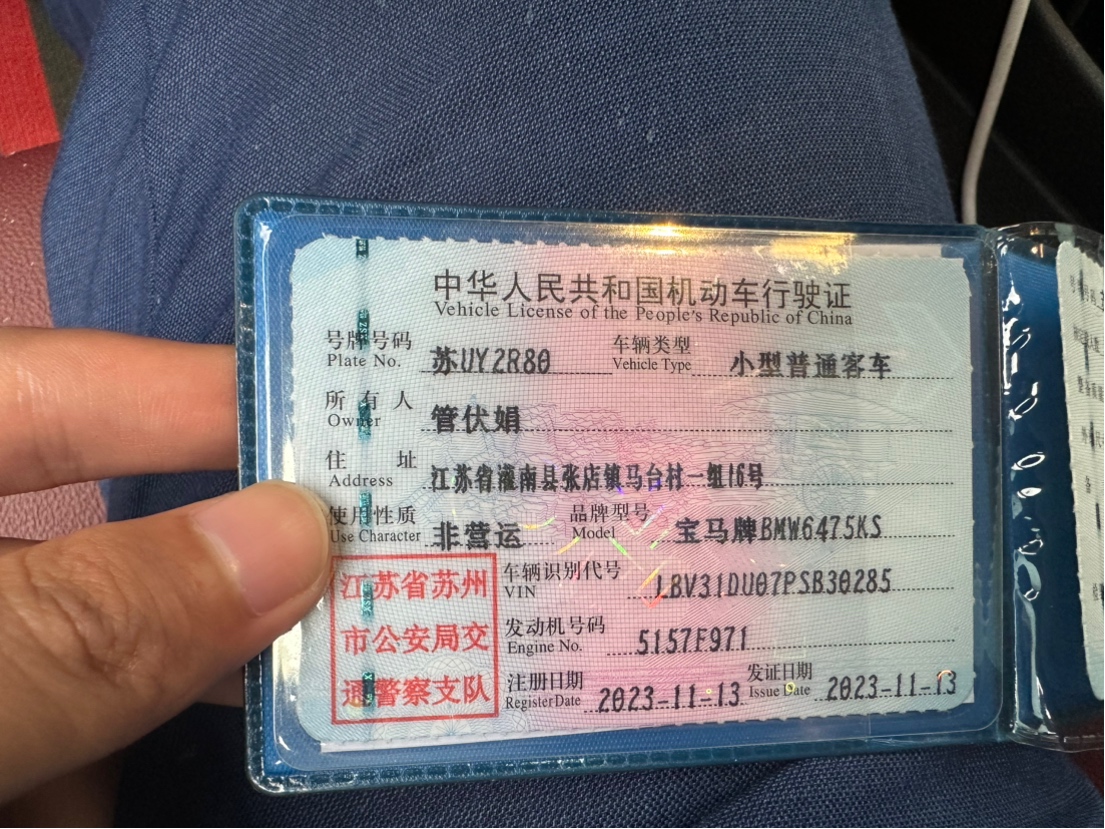 中华人民共和国机动车行驶证
Vehicle License of the People's Republic of China
号牌号码 苏UY2R80 车辆类型 小型普通客车
Plate No. Vehicle Type
所有人 管伏娟
Owner
住址 江苏省灌南县张店镇马台村一组16号
Address
使用性质 非营运 品牌型号 宝马牌BMW6475KS
Use Character Model
江苏省苏州
市公安局交
通警察支队
车辆识别代号 LBV31DU07PSB30285
VIN
发动机号码 5157F971
Engine No.
注册日期 2023-11-13 发证日期 2023-11-13
Register Date Issue Date